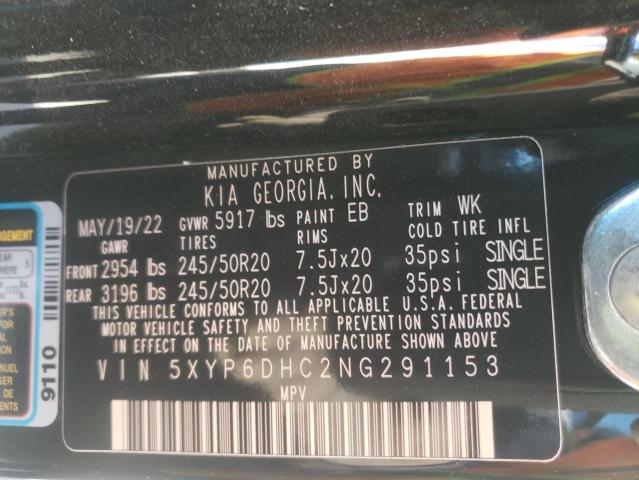 MANUFACTURED BY
KIA GEORGIA, INC.
MAY/19/22 GVWR 5917 lbs PAINT EB TRIM WK
GAWR TIRES RIMS COLD TIRE INFL
FRONT 2954 lbs 245/50R20 7.5Jx20 35psi SINGLE
REAR 3196 lbs 245/50R20 7.5Jx20 35psi SINGLE
THIS VEHICLE CONFORMS TO ALL APPLICABLE U.S.A. FEDERAL
MOTOR VEHICLE SAFETY AND THEFT PREVENTION STANDARDS
IN EFFECT ON THE DATE OF MANUFACTURE SHOWN ABOVE.
VIN 5XYP6DHC2NG291153
MPV
9110